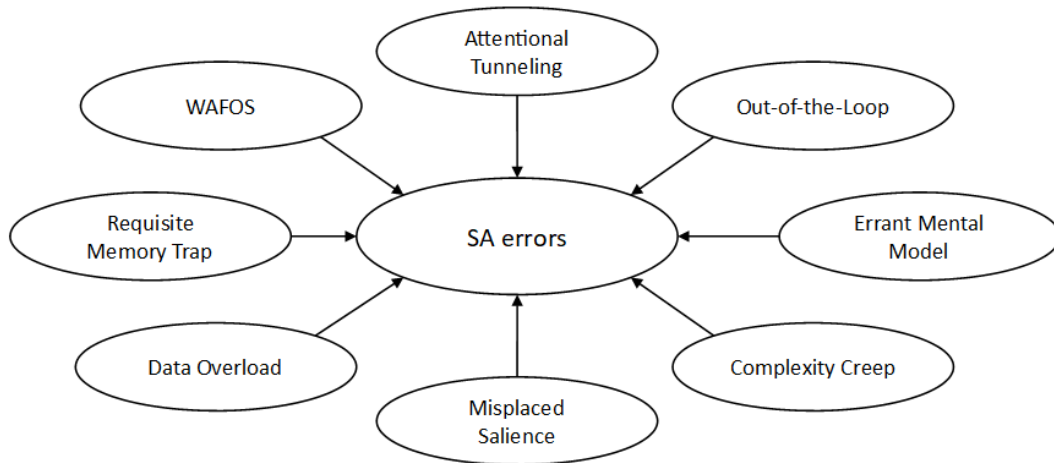 Attentional
Tunneling
WAFOS
Out-of-the-Loop
Requisite
Memory Trap
SA errors
Errant Mental
Model
Data Overload
Complexity Creep
Misplaced
Salience